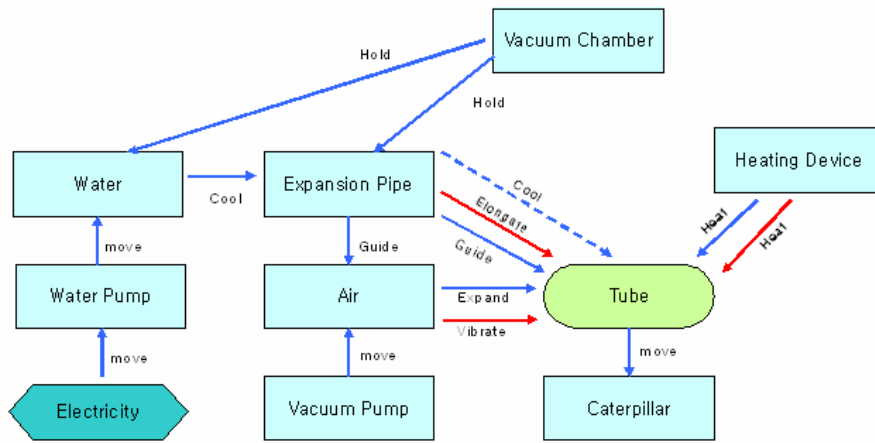 Vacuum Chamber
Hold
Hold
Water
Cool
Expansion Pipe
Cool
Elongate
Guide
Heating Device
Heat
Heat
move
Guide
Water Pump
Air
Expand
Vibrate
Tube
move
move
move
Electricity
Vacuum Pump
Caterpillar